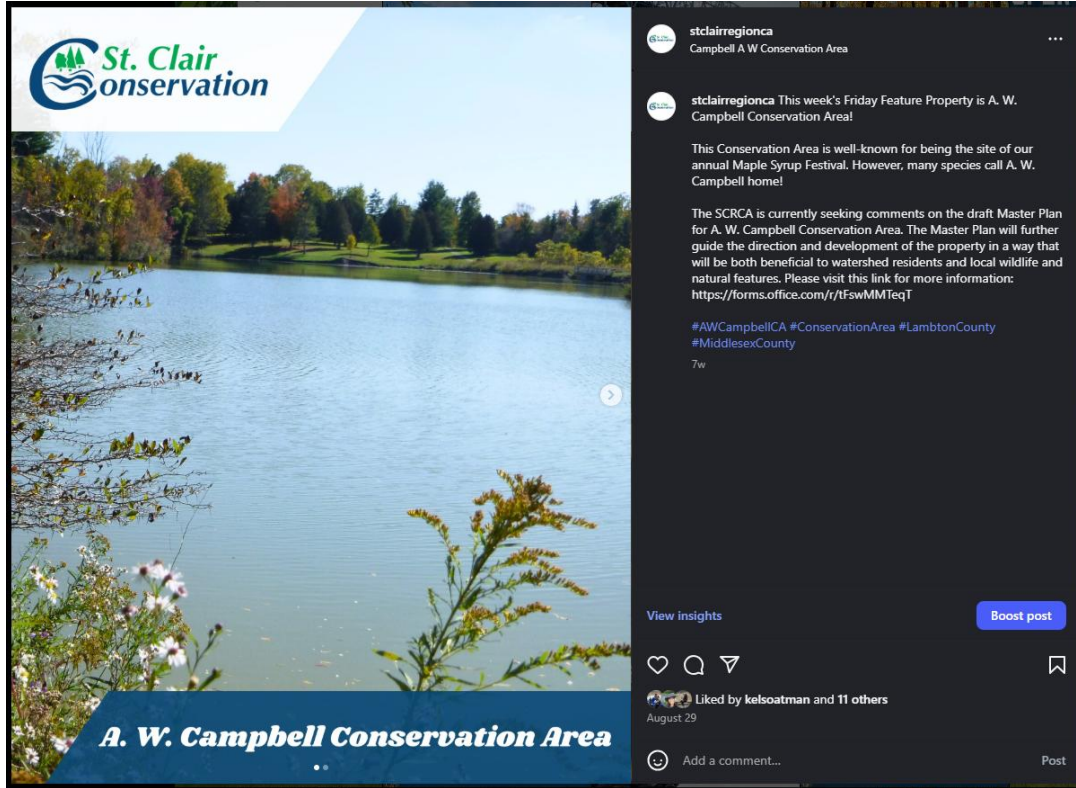 St. Clair
Conservation
A. W. Campbell Conservation Area
stclairregionca
Campbell A W Conservation Area
stclairregionca This week's Friday Feature Property is A. W.
Campbell Conservation Area!
This Conservation Area is well-known for being the site of our
annual Maple Syrup Festival. However, many species call A. W.
Campbell home!
The SCRCA is currently seeking comments on the draft Master Plan
for A. W. Campbell Conservation Area. The Master Plan will further
guide the direction and development of the property in a way that
will be both beneficial to watershed residents and local wildlife and
natural features. Please visit this link for more information:
https://forms.office.com/r/tFswMMTeqT
#AWCampbellCA #ConservationArea #LambtonCounty
#MiddlesexCounty
7w
View insights
Boost post
Liked by kelsoatman and 11 others
August 29
Add a comment...
Post